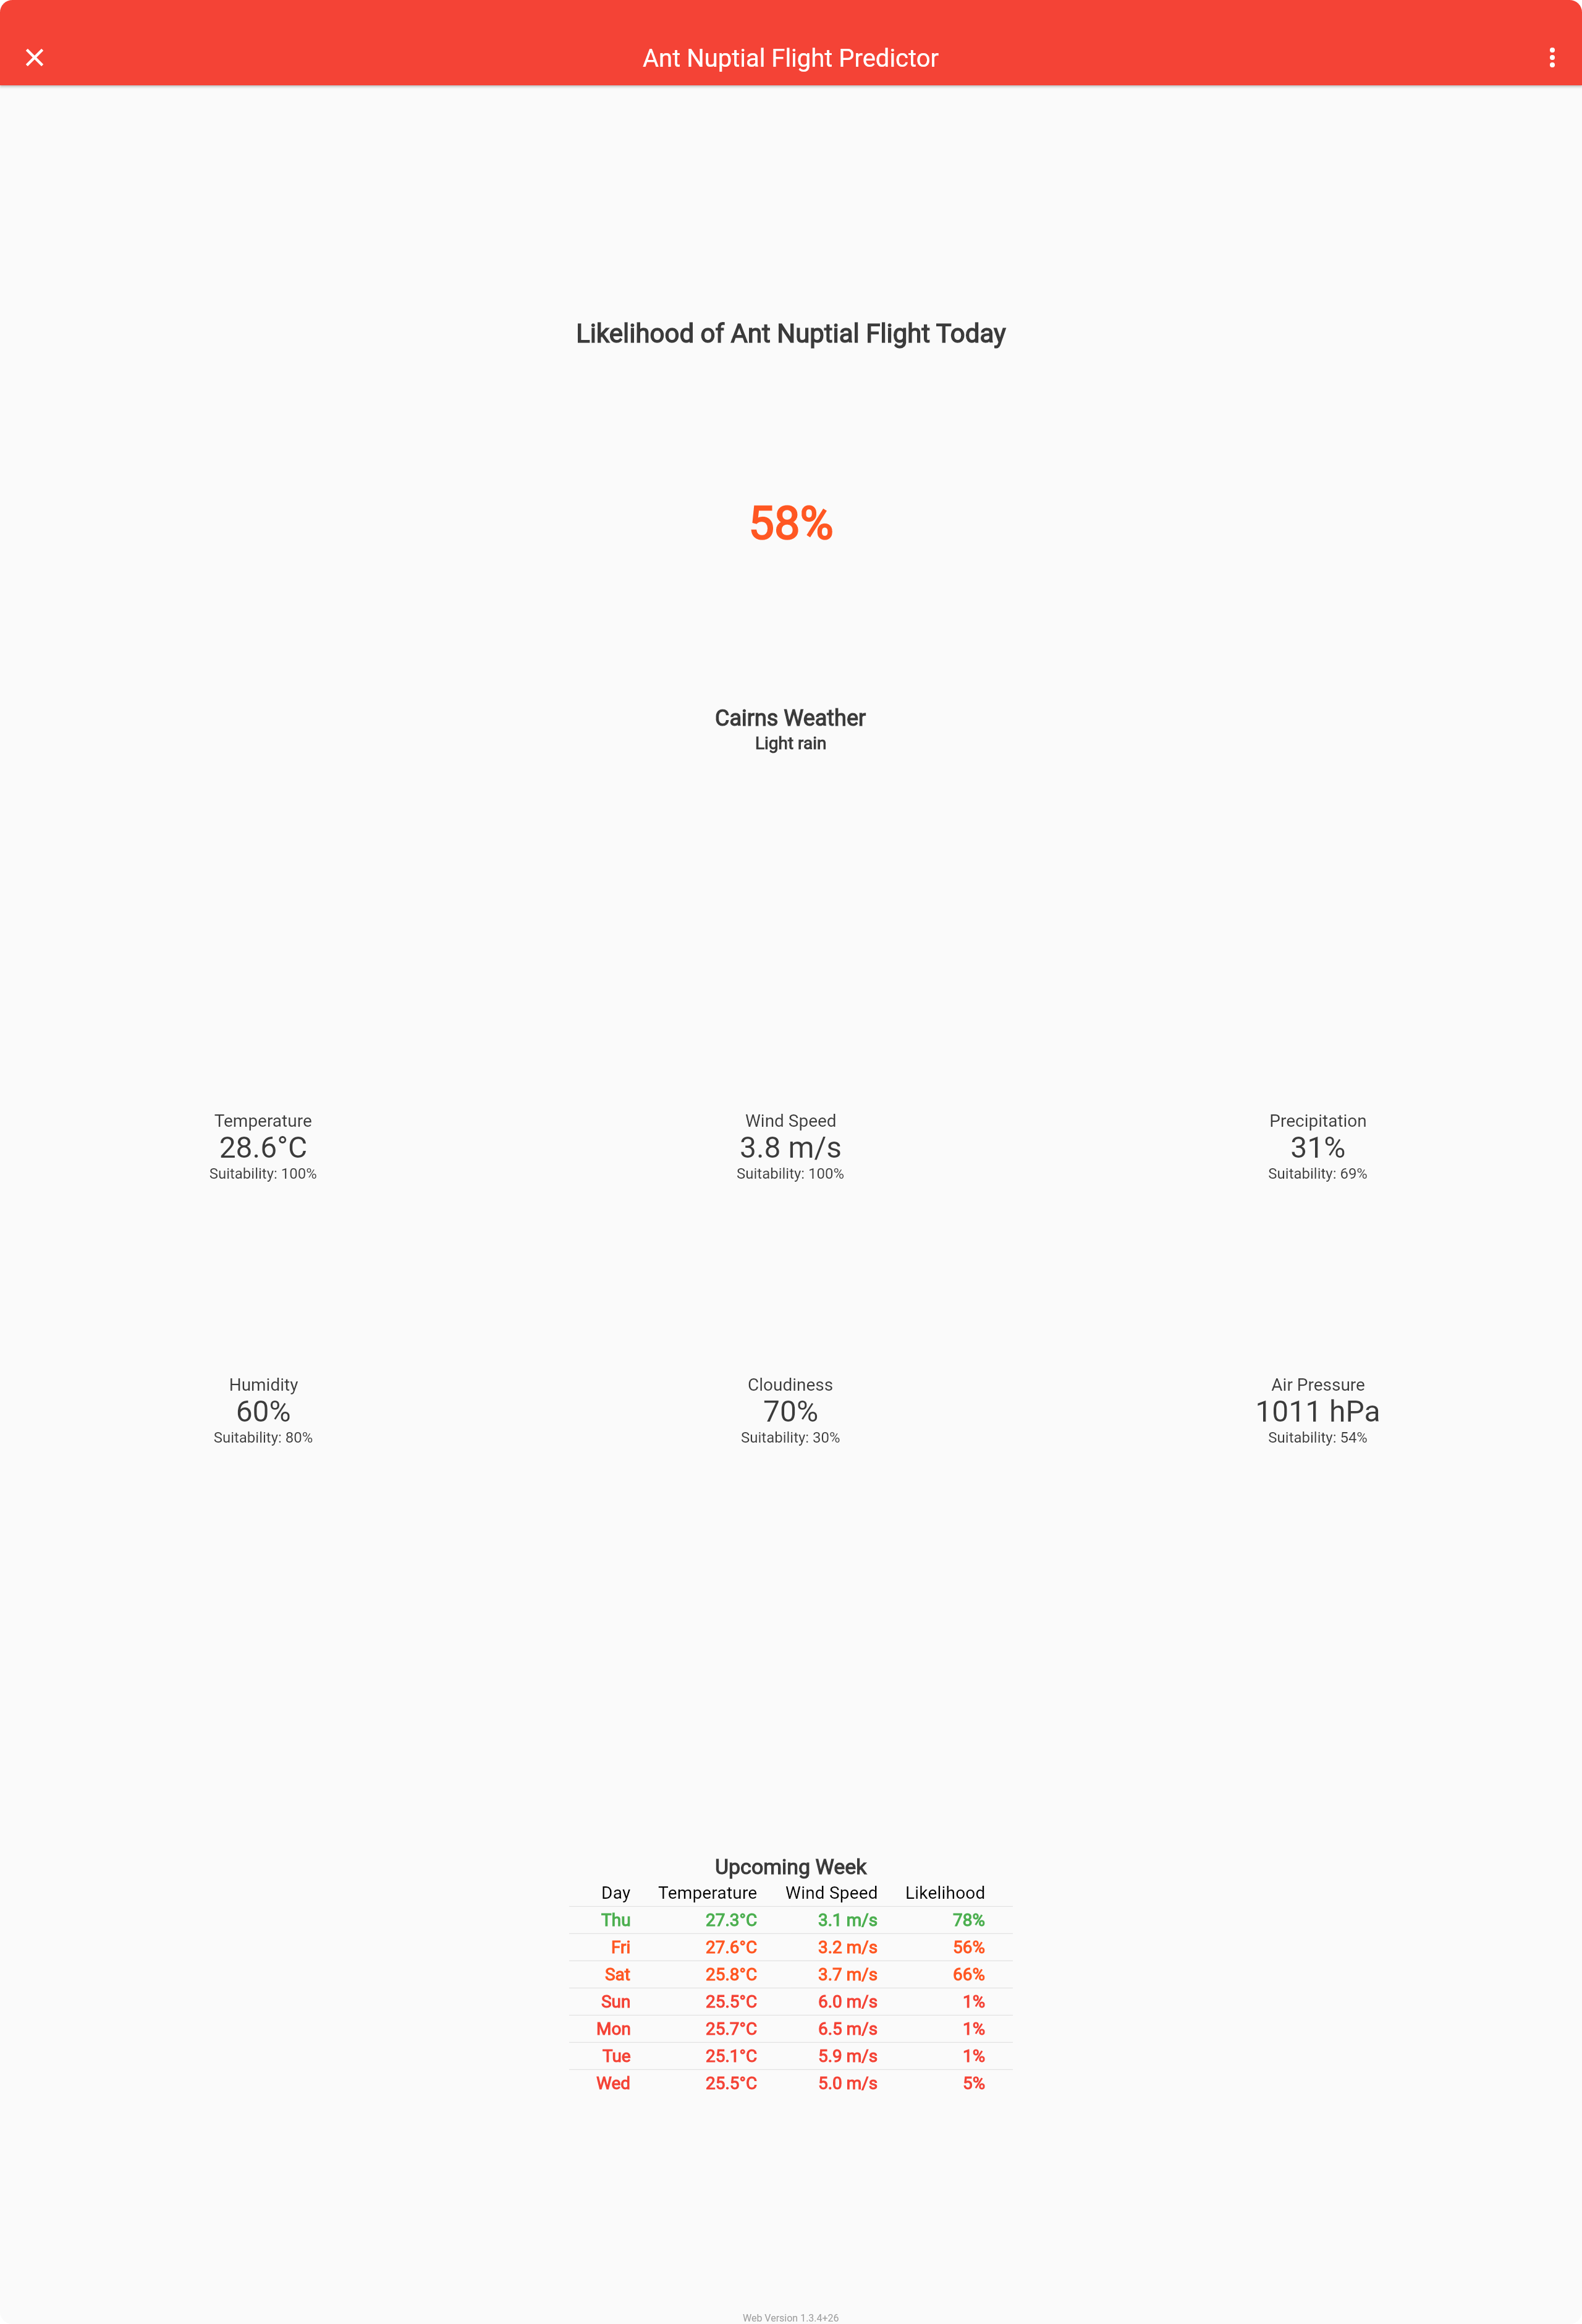 Ant Nuptial Flight Predictor
Likelihood of Ant Nuptial Flight Today
58%
Cairns Weather
Light rain
Temperature Wind Speed Precipitation
28.6°C 3.8 m/s 31%
Suitability: 100% Suitability: 100% Suitability: 69%
Humidity Cloudiness Air Pressure
60% 70% 1011 hPa
Suitability: 80% Suitability: 30% Suitability: 54%
Upcoming Week
Day Temperature Wind Speed Likelihood
Thu 27.3°C 3.1 m/s 78%
Fri 27.6°C 3.2 m/s 56%
Sat 25.8°C 3.7 m/s 66%
Sun 25.5°C 6.0 m/s 1%
Mon 25.7°C 6.5 m/s 1%
Tue 25.1°C 5.9 m/s 1%
Wed 25.5°C 5.0 m/s 5%
Web Version 1.3.4+26